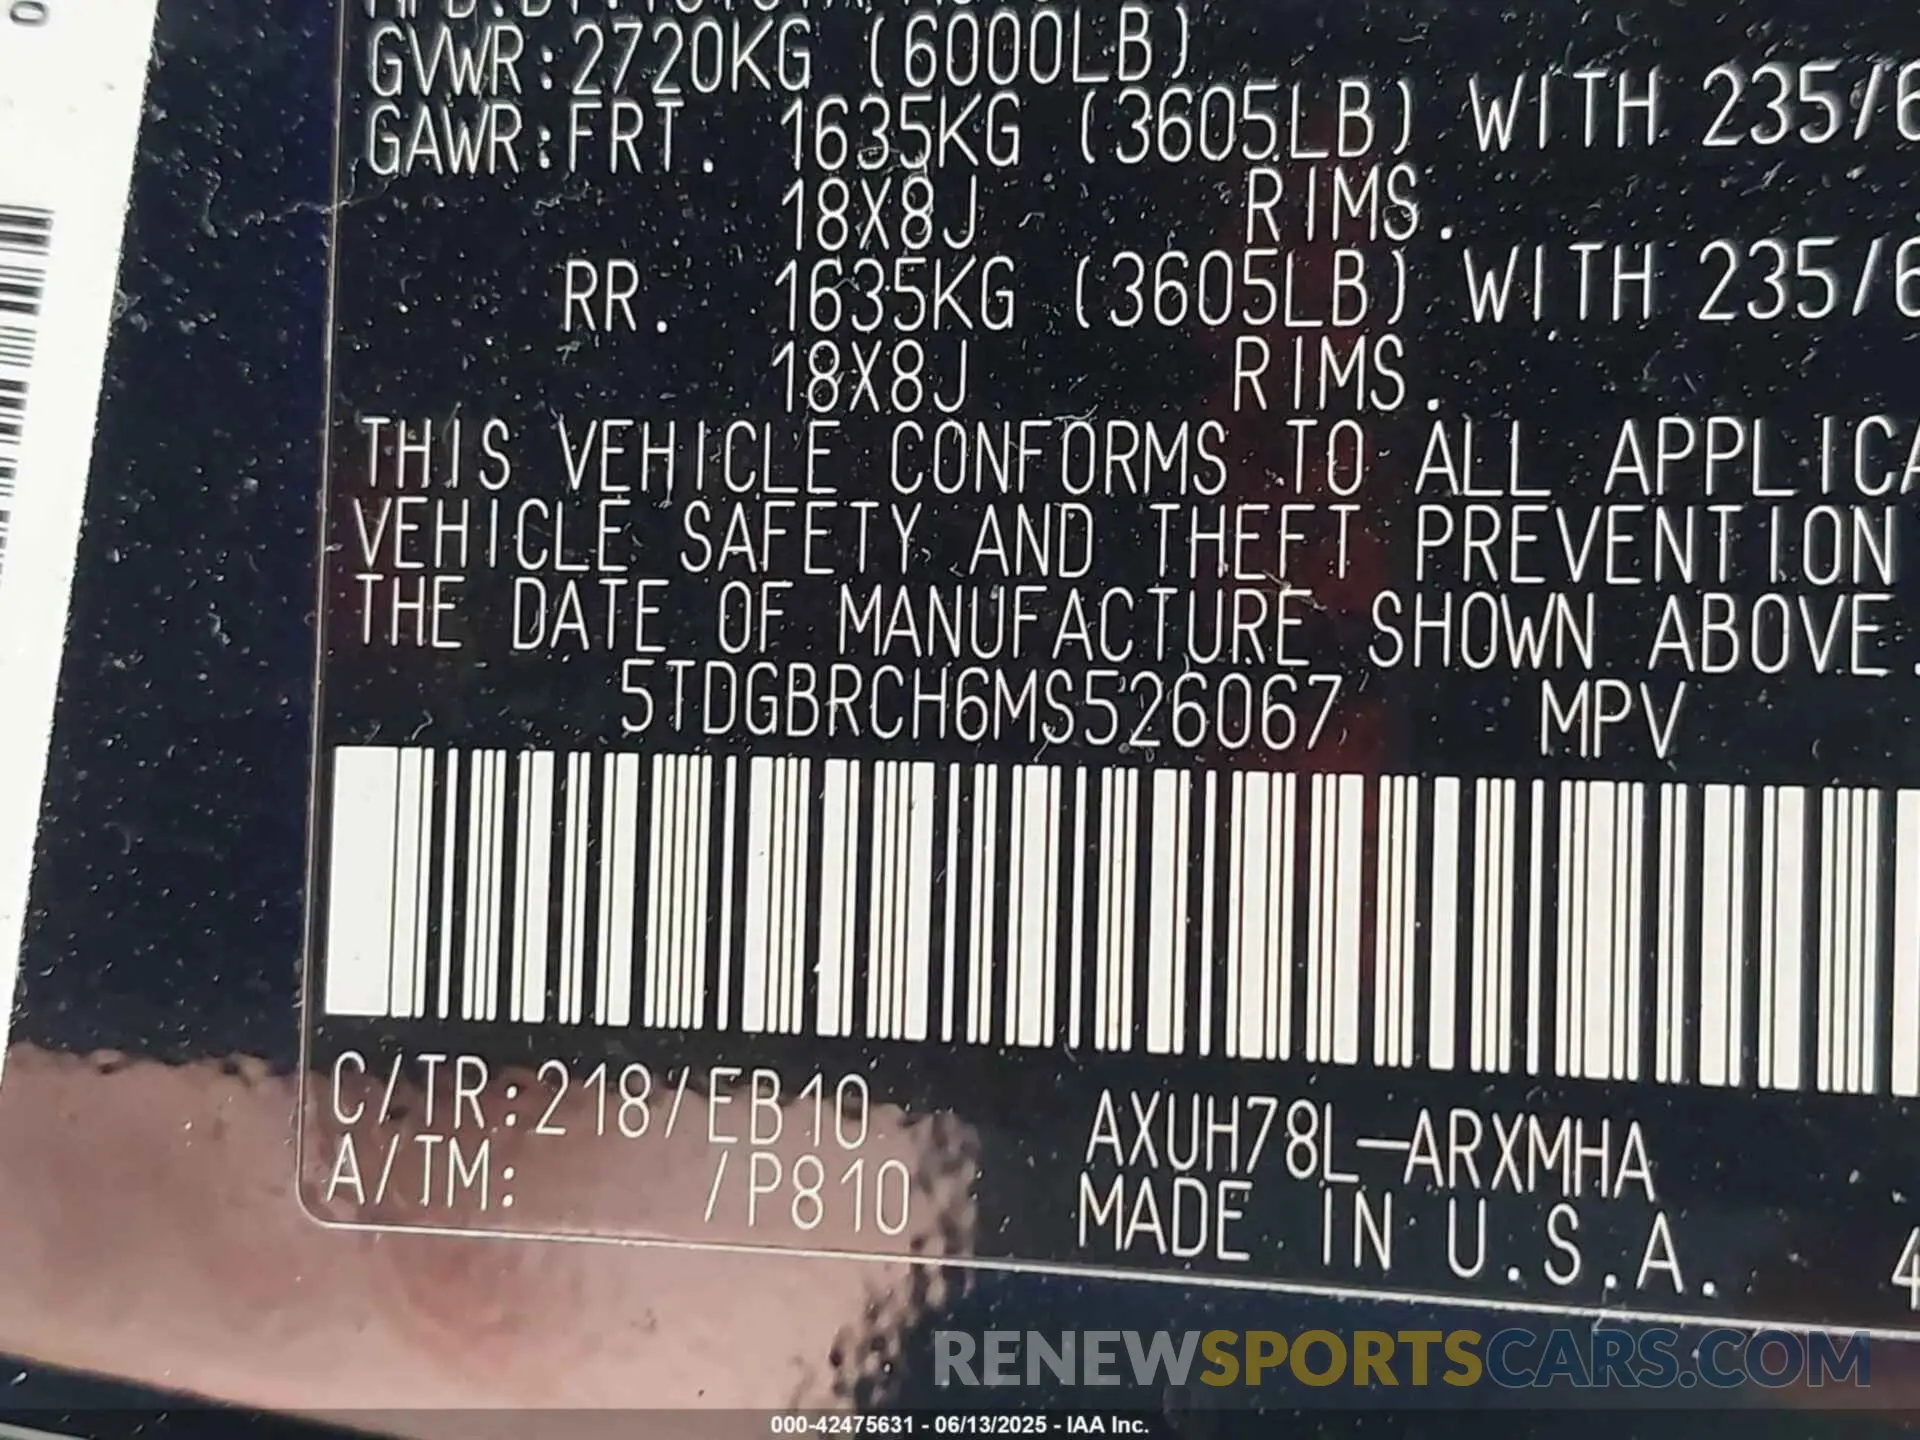 GVWR:2720KG (6000LB)
GAWR:FRT. 1635KG (3605LB) WITH 235/6
18X8J RIMS.
RR. 1635KG (3605LB) WITH 235/6
18X8J RIMS.
THIS VEHICLE CONFORMS TO ALL APPLICA
VEHICLE SAFETY AND THEFT PREVENTION
THE DATE OF MANUFACTURE SHOWN ABOVE.
5TDGBRCH6MS526067 MPV
C/TR:218/EB10 AXUH78L-ARXMHA
A/TM: /P810 MADE IN U.S.A. 4
RENEWSPORTSCARS.COM
000-42475631 - 06/13/2025 - IAA Inc.